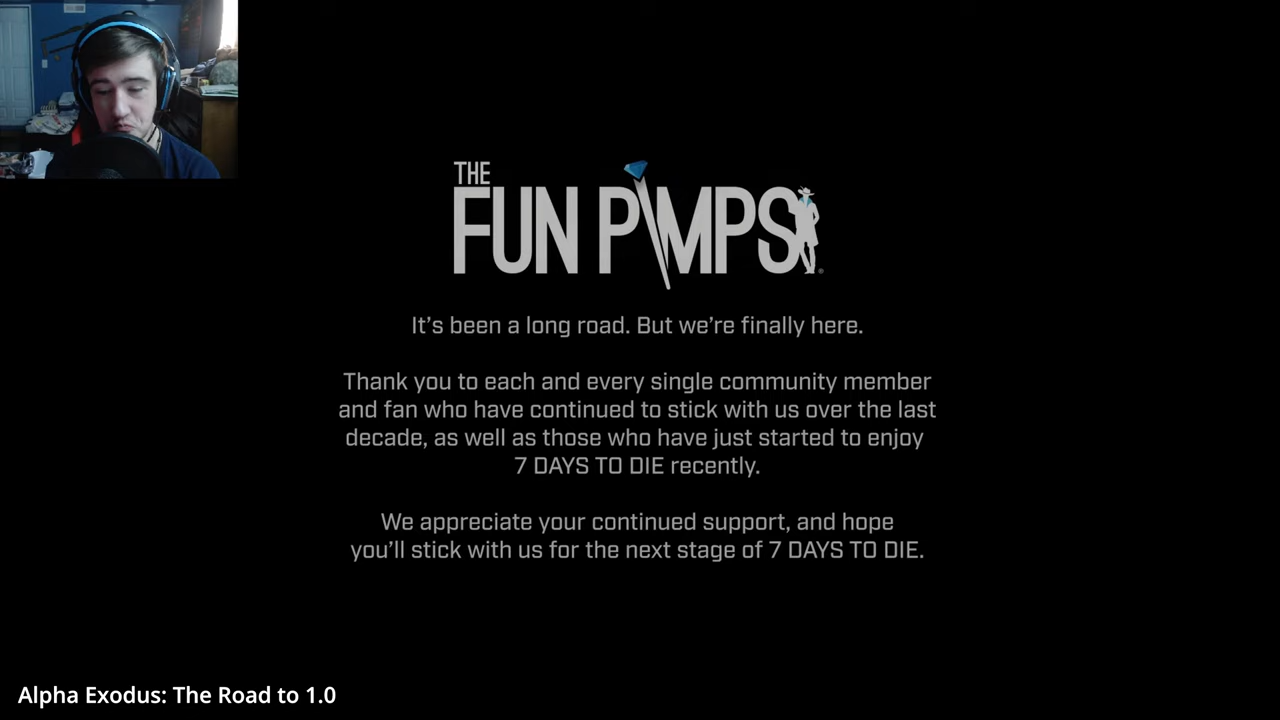 THE
FUN PIMPS
It's been a long road. But we're finally here.
Thank you to each and every single community member
and fan who have continued to stick with us over the last
decade, as well as those who have just started to enjoy
7 DAYS TO DIE recently.
We appreciate your continued support, and hope
you'll stick with us for the next stage of 7 DAYS TO DIE.
Alpha Exodus: The Road to 1.0